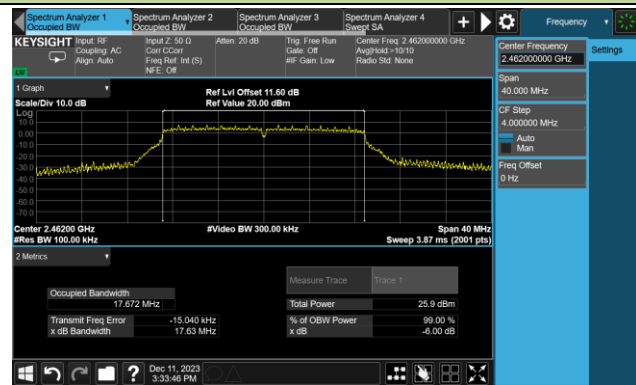 Spectrum Analyzer 1
Occupied BW
Spectrum Analyzer 2
Occupied BW
Spectrum Analyzer 3
Occupied BW
Spectrum Analyzer 4
Swept SA
Frequency
KEYSIGHT
Input: RF
Coupling: AC
Align: Auto
Input Z: 50 Ω
Corr CCorr
Freq Ref: Int (S)
NFE: Off
Atten: 20 dB
Trig: Free Run
Gate: Off
#IF Gain: Low
Center Freq: 2.462000000 GHz
Avg|Hold:>10/10
Radio Std: None
Center Frequency
2.462000000 GHz
Settings
Span
40.000 MHz
CF Step
4.000000 MHz
Auto
Man
Freq Offset
0 Hz
1 Graph
Scale/Div 10.0 dB
Ref Lvl Offset 11.60 dB
Ref Value 20.00 dBm
Log
10.0
0.00
-10.0
-20.0
-30.0
-40.0
-50.0
-60.0
-70.0
Center 2.46200 GHz
#Res BW 100.00 kHz
#Video BW 300.00 kHz
Span 40 MHz
Sweep 3.87 ms (2001 pts)
2 Metrics
Measure Trace
Trace 1
Occupied Bandwidth
17.672 MHz
Total Power
25.9 dBm
Transmit Freq Error
-15.040 kHz
% of OBW Power
99.00 %
x dB Bandwidth
17.63 MHz
x dB
-6.00 dB
Dec 11, 2023
3:33:46 PM